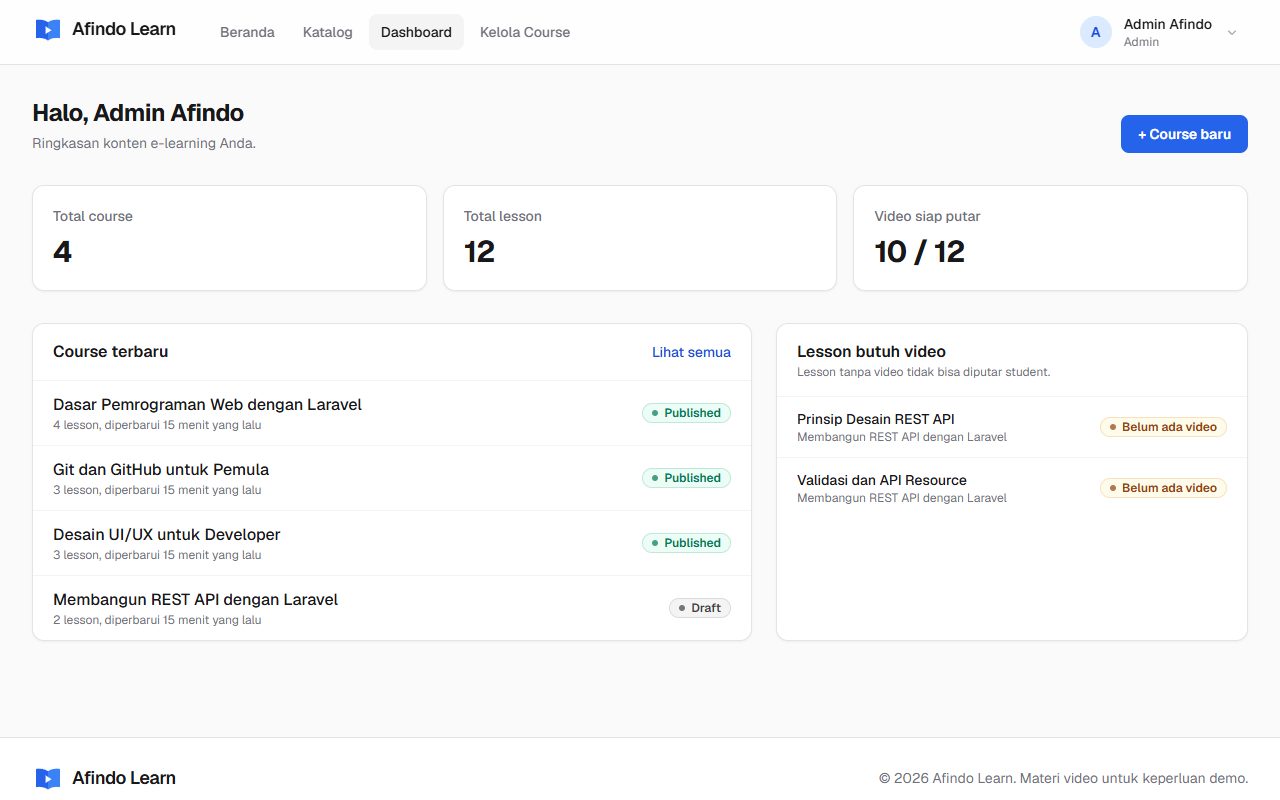 Afindo Learn
Beranda
Katalog
Dashboard
Kelola Course
A
Admin Afindo
Admin
Halo, Admin Afindo
Ringkasan konten e-learning Anda.
+ Course baru
Total course
4
Total lesson
12
Video siap putar
10 / 12
Course terbaru
Lihat semua
Dasar Pemrograman Web dengan Laravel
4 lesson, diperbarui 15 menit yang lalu
Published
Git dan GitHub untuk Pemula
3 lesson, diperbarui 15 menit yang lalu
Published
Desain UI/UX untuk Developer
3 lesson, diperbarui 15 menit yang lalu
Published
Membangun REST API dengan Laravel
2 lesson, diperbarui 15 menit yang lalu
Draft
Lesson butuh video
Lesson tanpa video tidak bisa diputar student.
Prinsip Desain REST API
Membangun REST API dengan Laravel
Belum ada video
Validasi dan API Resource
Membangun REST API dengan Laravel
Belum ada video
Afindo Learn
© 2026 Afindo Learn. Materi video untuk keperluan demo.